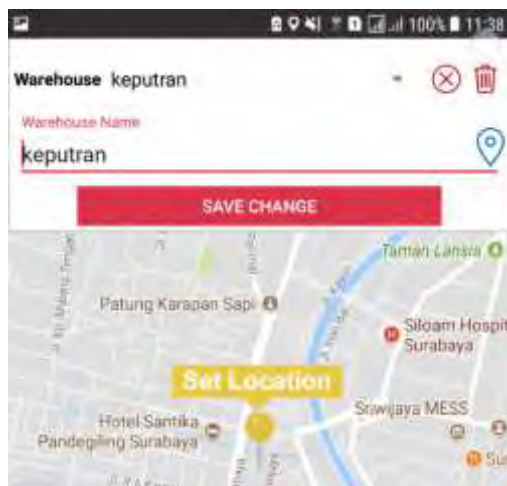 100% 11:38
Warehouse keputran
Warehouse Name
keputran
SAVE CHANGE
Taman Lansia
Patung Karapan Sapi
Siloam Hospit
Surabaya
Set Location
Sriwijaya MESS
Hotel Santika
Pandegiling Surabaya